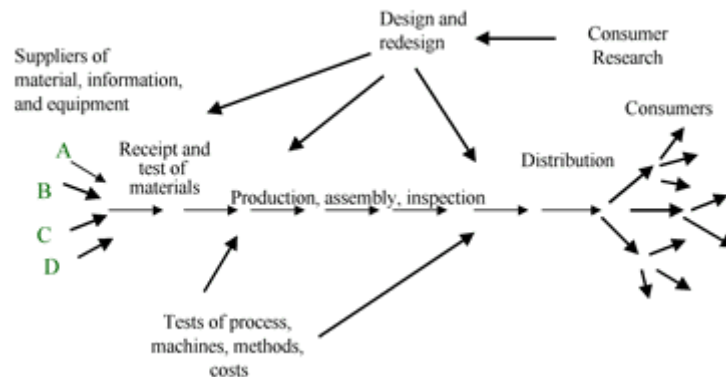 Design and
redesign
Consumer
Research
Suppliers of
material, information,
and equipment
Consumers
A
Receipt and
test of
materials
Distribution
B
Production, assembly, inspection
C
D
Tests of process,
machines, methods,
costs